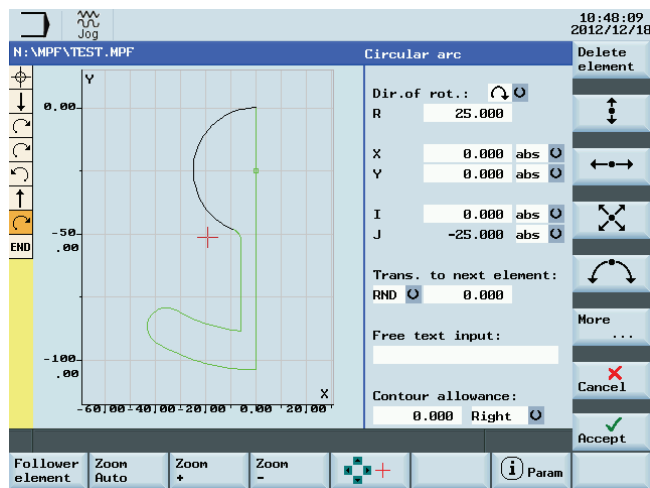 Jog
10:48:09
2012/12/18
N:\MPF\TEST.MPF
Circular arc
Delete
element
Y
0.00
-50
.00
-100
.00
X
-60.00 -40.00 -20.00 0.00 20.00
END
Dir.of rot.:
R 25.000
X 0.000 abs
Y 0.000 abs
I 0.000 abs
J -25.000 abs
Trans. to next element:
RND 0.000
Free text input:
Contour allowance:
0.000 Right
More
...
Cancel
Accept
Follower
element
Zoom
Auto
Zoom
+
Zoom
-
i Param